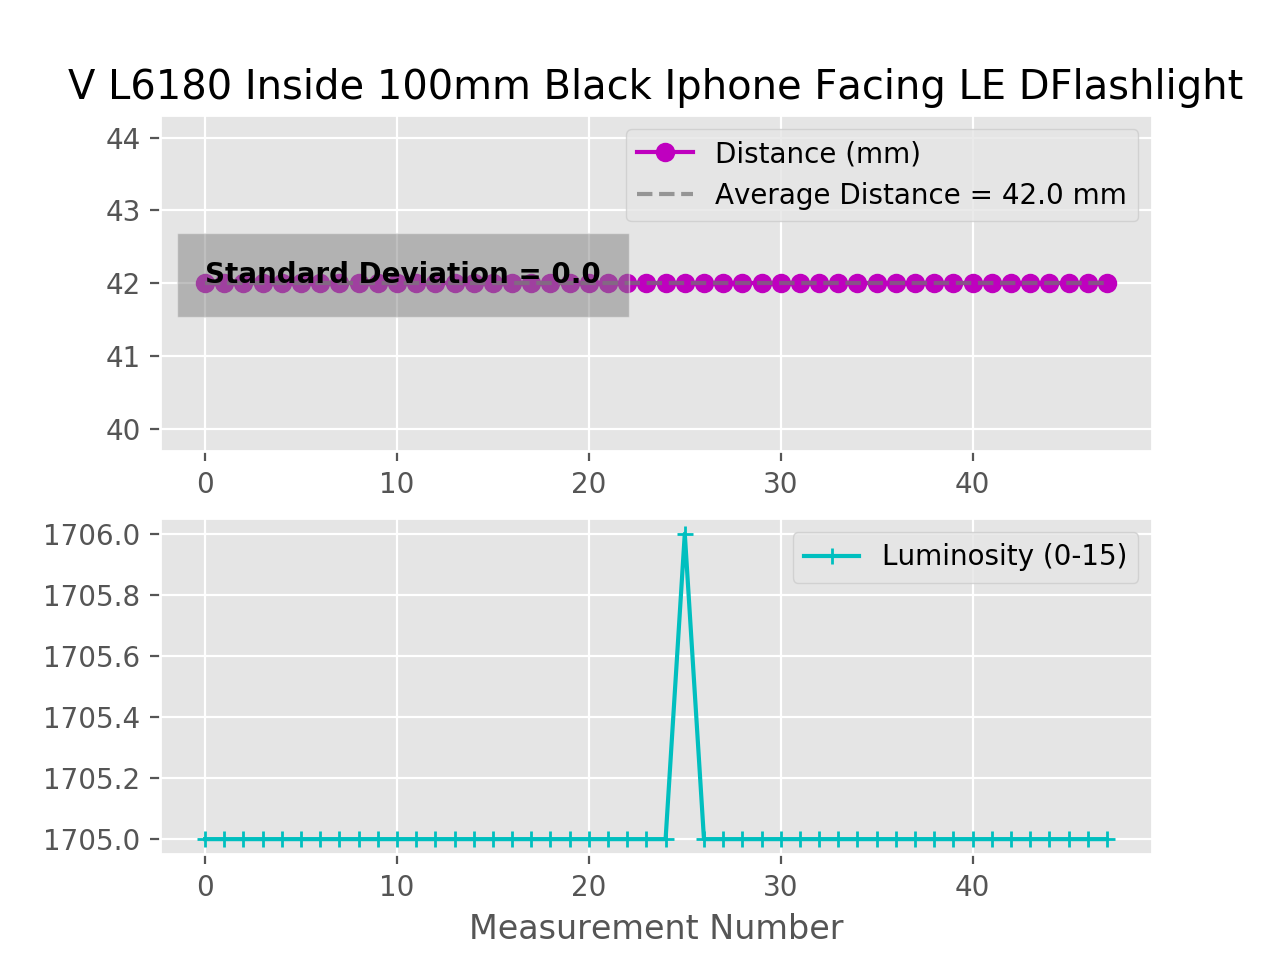 V L6180 Inside 100mm Black Iphone Facing LE DFlashlight
44
43
42
41
40
Distance (mm)
Average Distance = 42.0 mm
Standard Deviation = 0.0
0 10 20 30 40
1706.0
1705.8
1705.6
1705.4
1705.2
1705.0
Luminosity (0-15)
0 10 20 30 40
Measurement Number